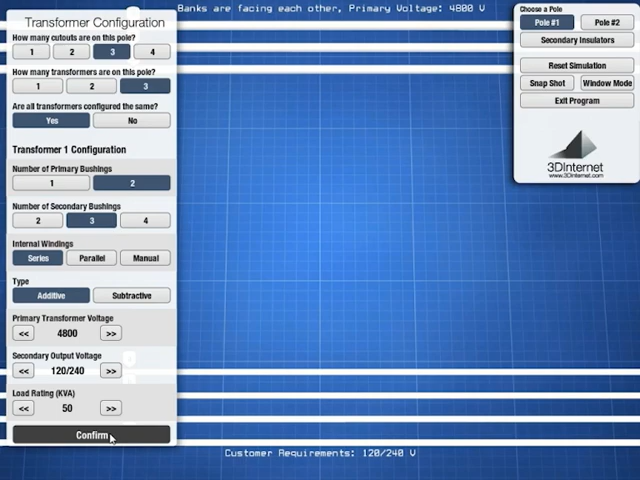 Banks are facing each other, Primary Voltage: 4800 V
Transformer Configuration
How many cutouts are on this pole?
1 2 3 4
How many transformers are on this pole?
1 2 3
Are all transformers configured the same?
Yes No
Transformer 1 Configuration
Number of Primary Bushings
1 2
Number of Secondary Bushings
2 3 4
Internal Windings
Series Parallel Manual
Type
Additive Subtractive
Primary Transformer Voltage
<< 4800 >>
Secondary Output Voltage
<< 120/240 >>
Load Rating (KVA)
<< 50 >>
Confirm
Choose a Pole
Pole #1 Pole #2
Secondary Insulators
Reset Simulation
Snap Shot Window Mode
Exit Program
3DInternet
www.3DInternet.com
Customer Requirements: 120/240 V